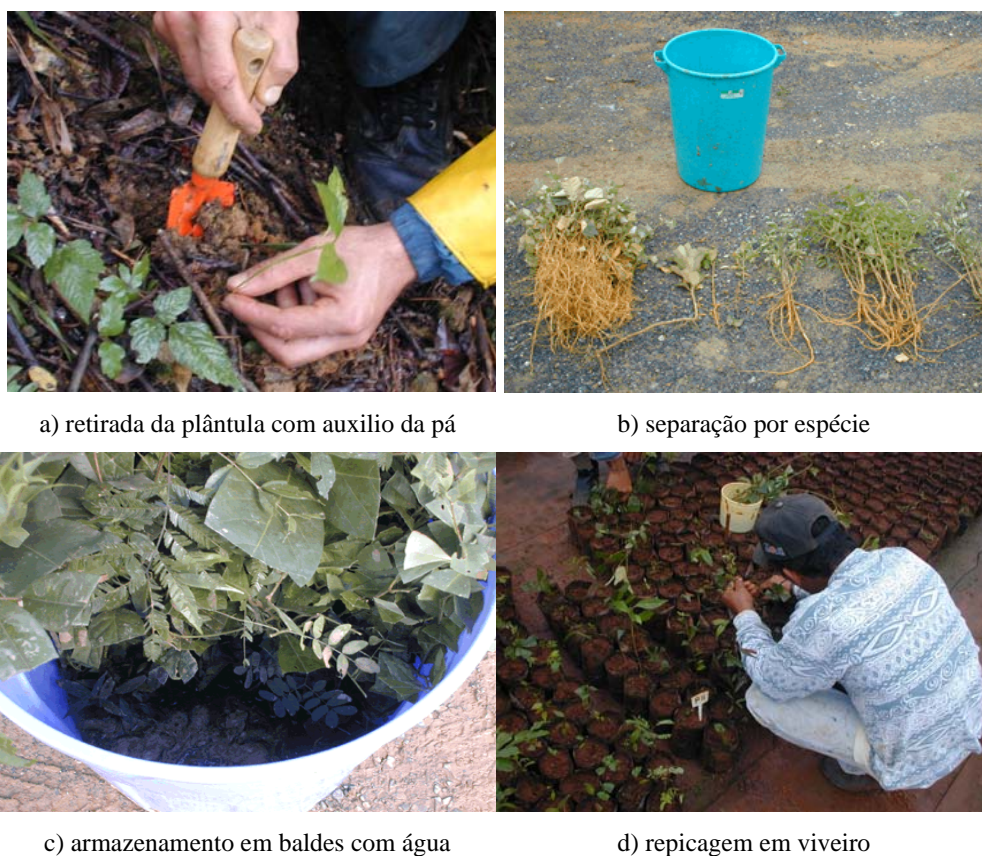 a) retirada da plântula com auxilio da pá
b) separação por espécie
c) armazenamento em baldes com água
d) repicagem em viveiro